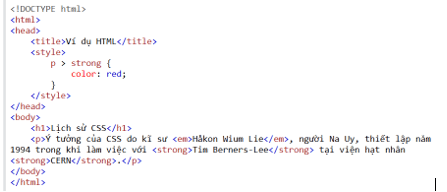 <!DOCTYPE html>
<html>
<head>
    <title>Ví dụ HTML</title>
    <style>
        p > strong {
            color: red;
        }
    </style>
</head>
<body>
    <h1>Lịch sử CSS</h1>
    <p>Ý tưởng của CSS do kĩ sư <em>Håkon Wium Lie</em>, người Na Uy, thiết lập năm
1994 trong khi làm việc với <strong>Tim Berners-Lee</strong> tại viện hạt nhân
<strong>CERN</strong>.</p>
</body>
</html>